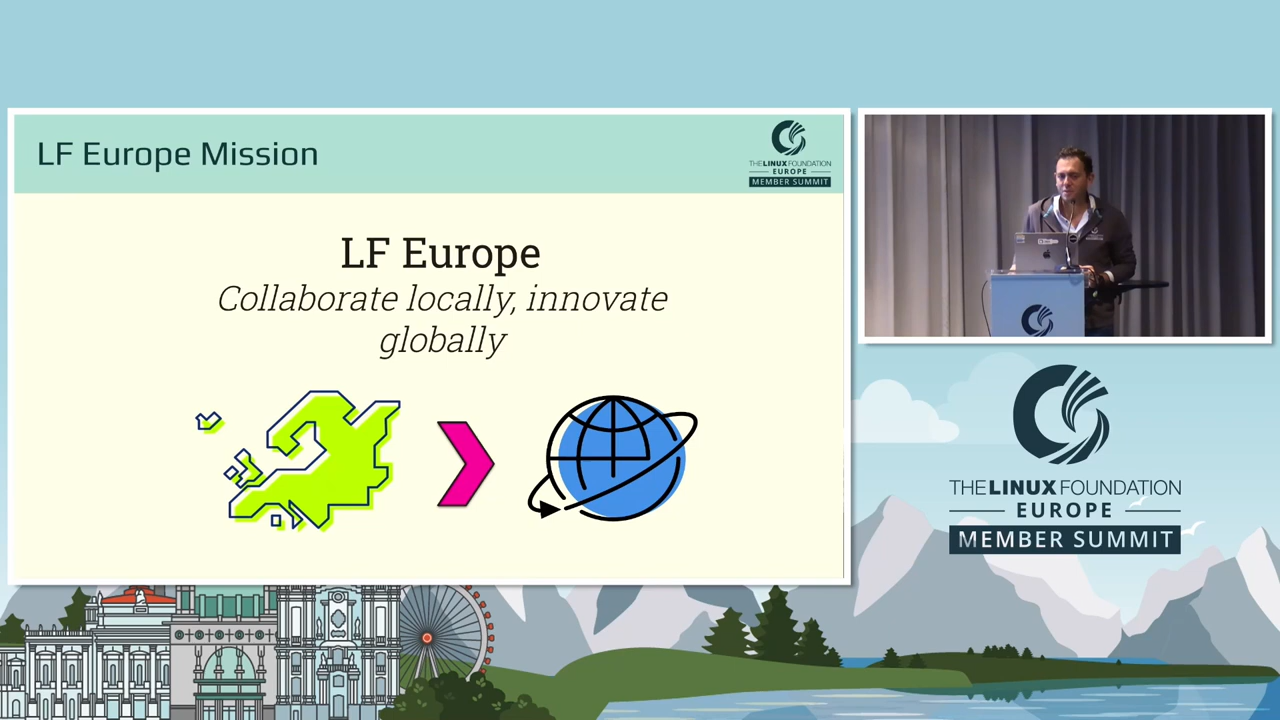 LF Europe Mission
THE LINUX FOUNDATION
EUROPE
MEMBER SUMMIT
LF Europe
Collaborate locally, innovate
globally
THE LINUX FOUNDATION
EUROPE
MEMBER SUMMIT